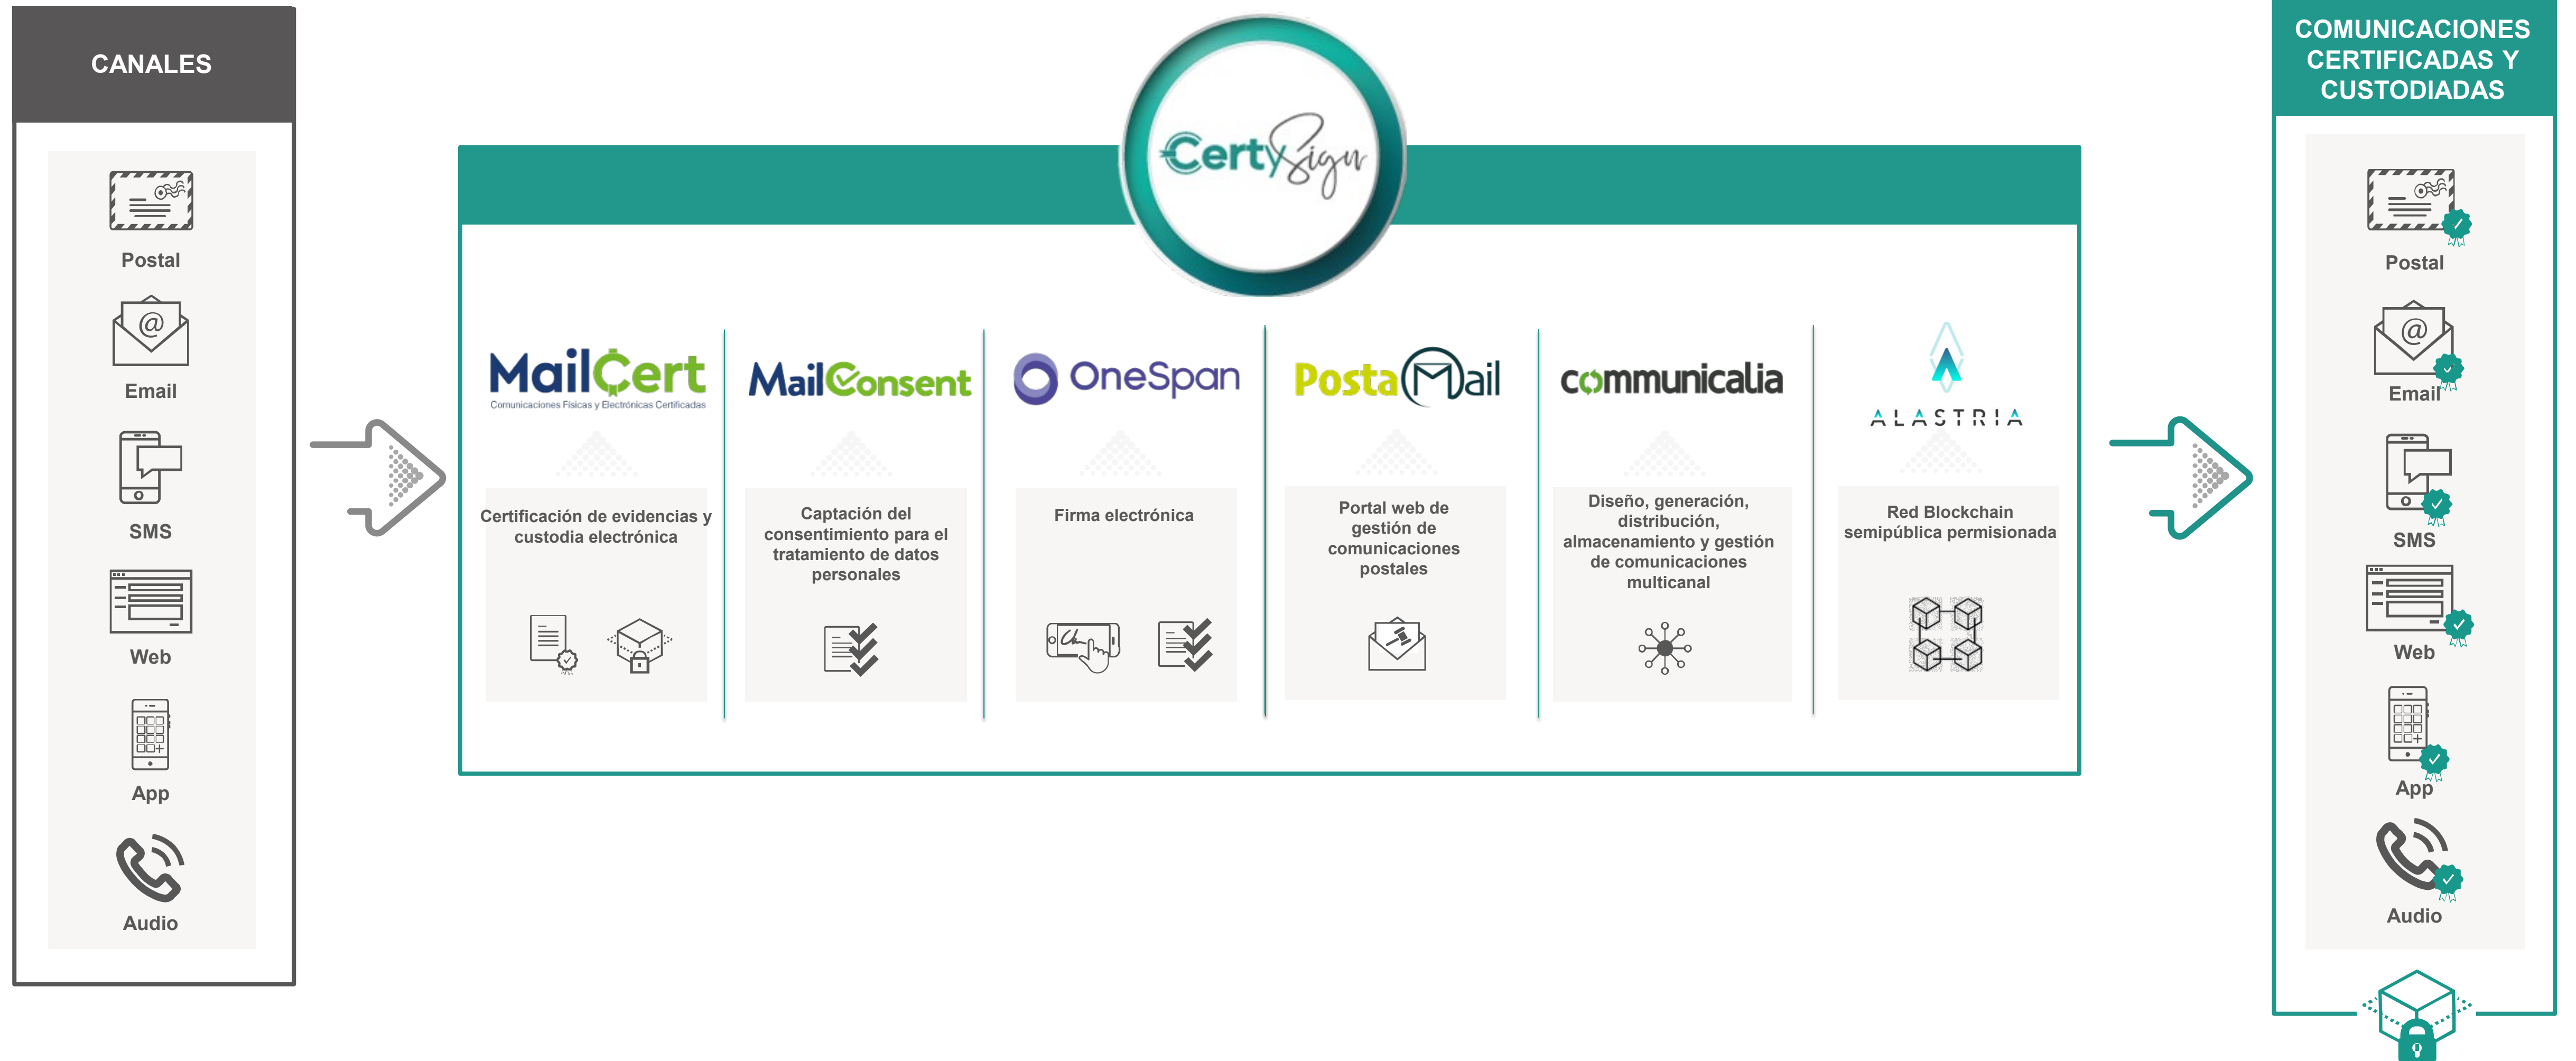 CANALES
Postal
@
Email
SMS
Web
App
Audio
CertySign
MailCert
Comunicaciones Físicas y Electrónicas Certificadas
Certificación de evidencias y
custodia electrónica
MailConsent
Captación del
consentimiento para el
tratamiento de datos
personales
OneSpan
Firma electrónica
PostaMail
Portal web de
gestión de
comunicaciones
postales
communicalia
Diseño, generación,
distribución,
almacenamiento y gestión
de comunicaciones
multicanal
ALASTRIA
Red Blockchain
semipública permisionada
COMUNICACIONES
CERTIFICADAS Y
CUSTODIADAS
Postal
@
Email
SMS
Web
App
Audio